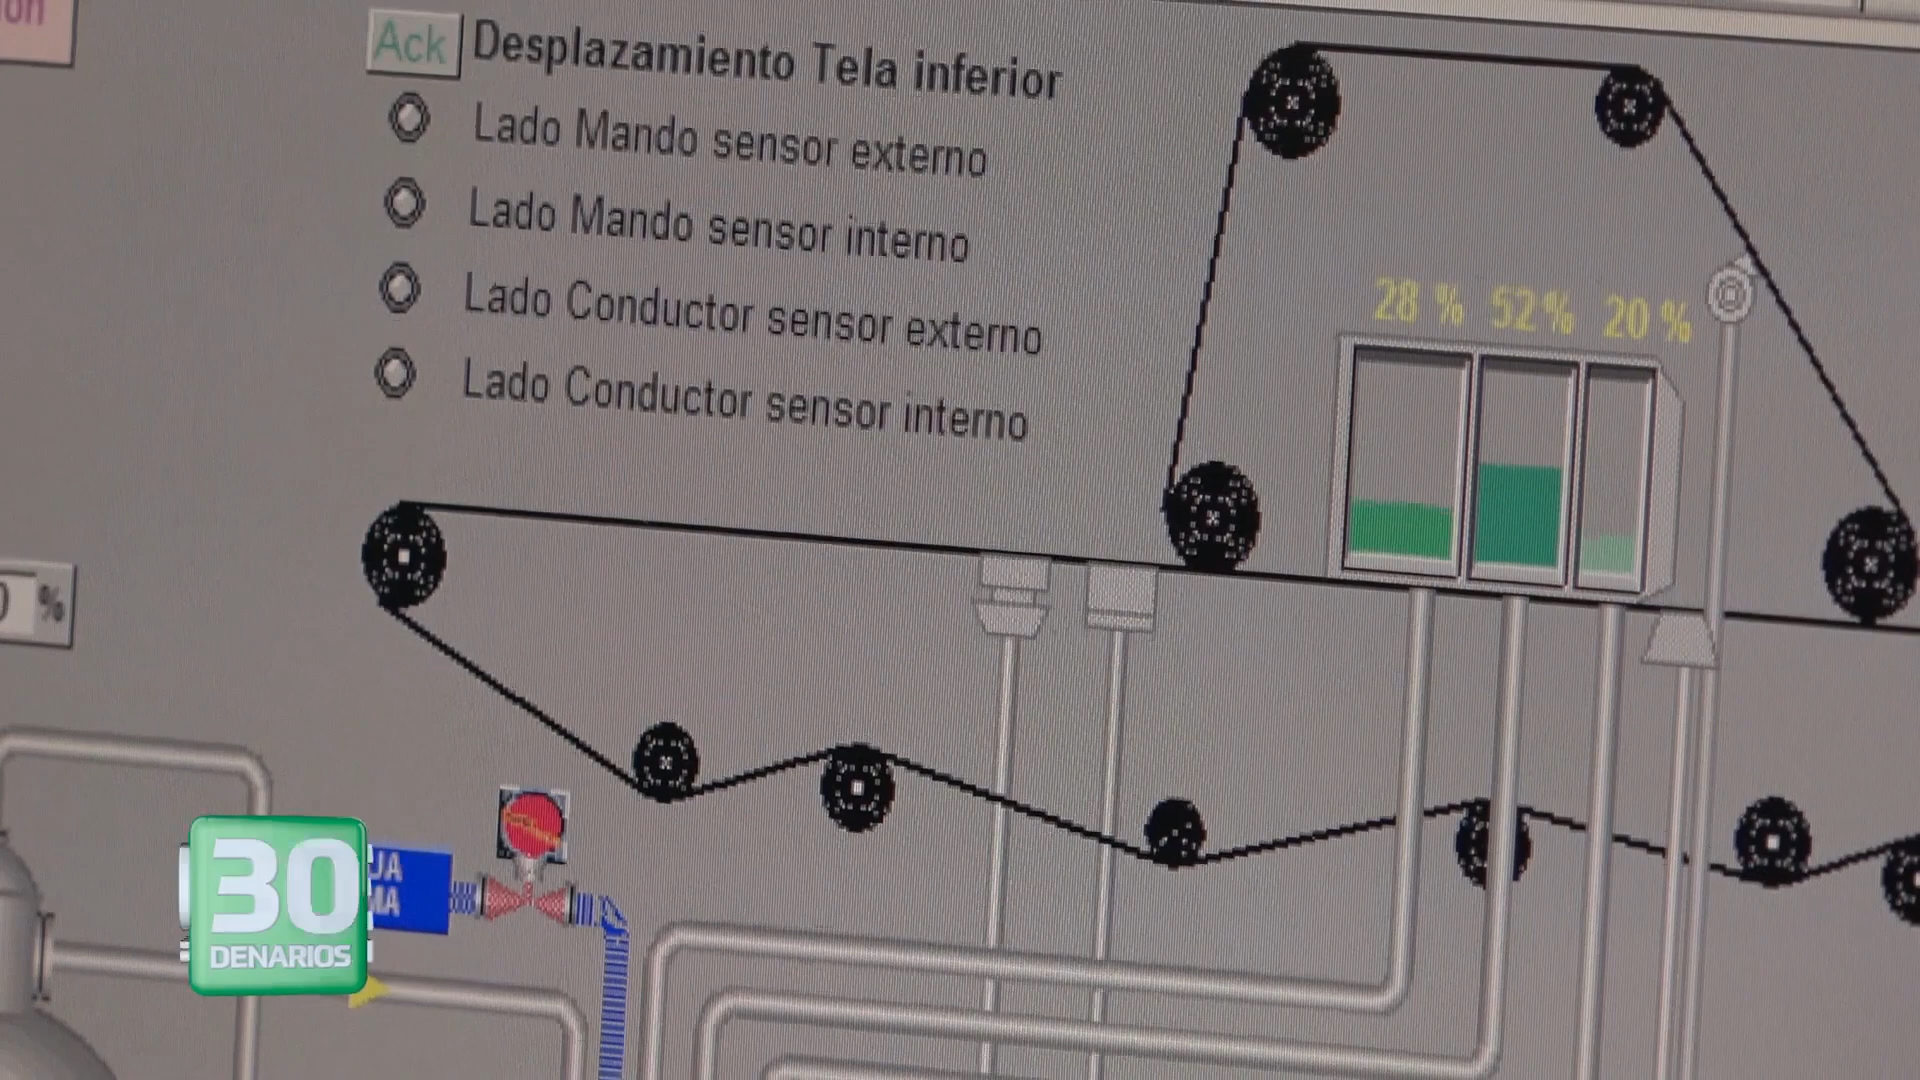 Ack Desplazamiento Tela inferior
Lado Mando sensor externo
Lado Mando sensor interno
Lado Conductor sensor externo
Lado Conductor sensor interno
28 % 52% 20 %
%
30
DENARIOS